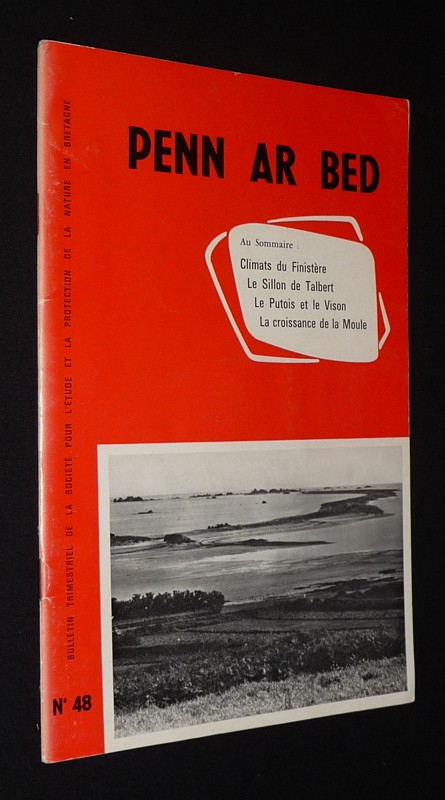 PENN AR BED
Au Sommaire :
Climats du Finistère
Le Sillon de Talbert
Le Putois et le Vison
La croissance de la Moule
BULLETIN TRIMESTRIEL DE LA SOCIÉTÉ POUR L'ÉTUDE ET LA PROTECTION DE LA NATURE EN BRETAGNE
N° 48